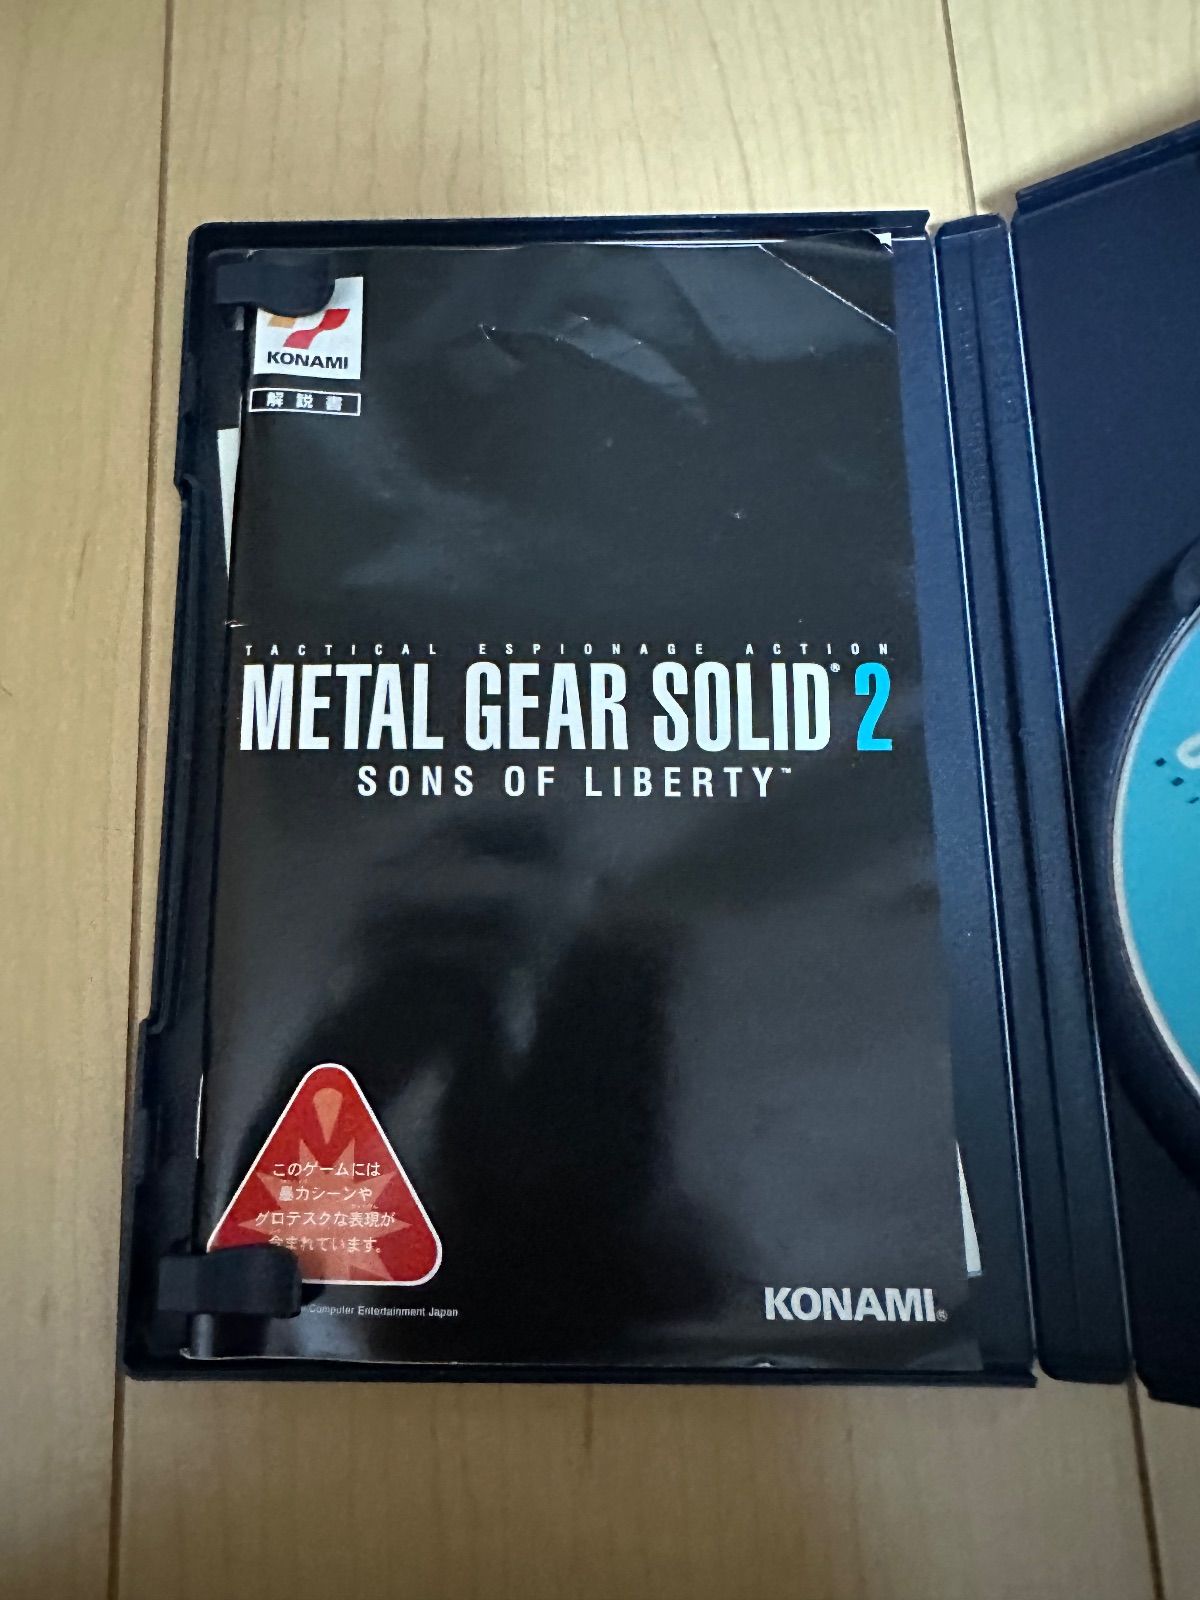 KONAMI
解説書
TACTICAL ESPIONAGE ACTION
METAL GEAR SOLID® 2
SONS OF LIBERTY™
このゲームには
暴力シーンや
グロテスクな表現が
含まれています。
Computer Entertainment Japan
KONAMI®